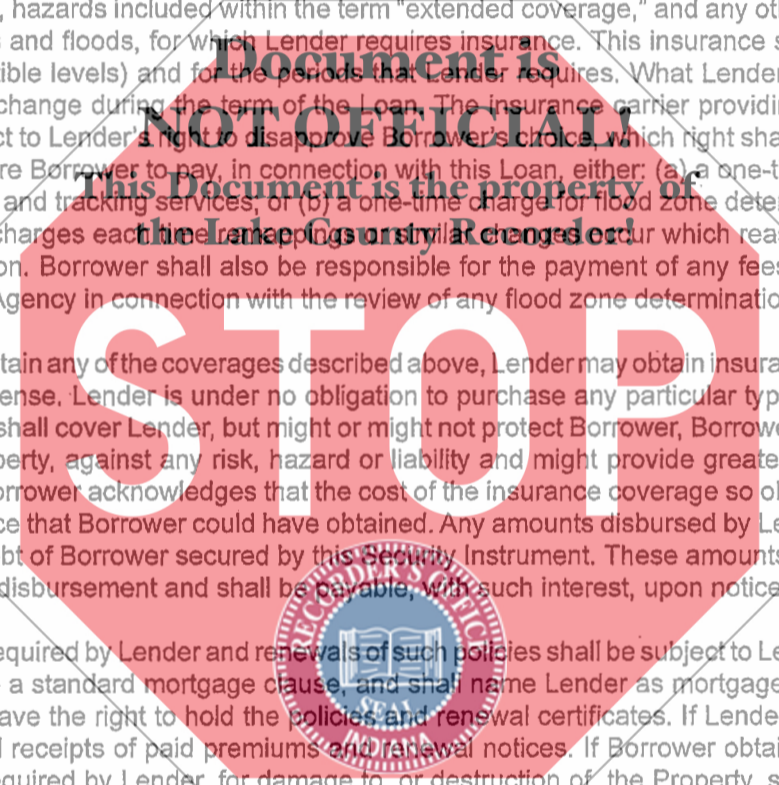 , hazards included within the term "extended coverage," and any ot
and floods, for which Lender requires insurance. This insurance s
Document is
ible levels) and for the periods that Lender requires. What Lende
change during the term of the Loan. The insurance carrier providi
NOT OFFICIAL!
ct to Lender's right to disapprove Borrower's choice, which right sha
re Borrower to pay, in connection with this Loan, either: (a) a one-t
This Document is the property of
and tracking services; or (b) a one-time charge for flood zone dete
the Lake County Recorder!
charges each time remappings or similar changes occur which rea
on. Borrower shall also be responsible for the payment of any fees
Agency in connection with the review of any flood zone determinatio
STOP
tain any of the coverages described above, Lender may obtain insura
ense. Lender is under no obligation to purchase any particular typ
shall cover Lender, but might or might not protect Borrower, Borrowe
perty, against any risk, hazard or liability and might provide greate
orrower acknowledges that the cost of the insurance coverage so ob
ce that Borrower could have obtained. Any amounts disbursed by Le
bt of Borrower secured by this Security Instrument. These amounts
disbursement and shall be payable, with such interest, upon notice
RECORDER'S OFFICE
equired by Lender and renewals of such policies shall be subject to Le
a standard mortgage clause, and shall name Lender as mortgage
SEAL
ave the right to hold the policies and renewal certificates. If Lende
INDIANA
receipts of paid premiums and renewal notices. If Borrower obtai
equired by Lender, for damage to, or destruction of, the Property, s